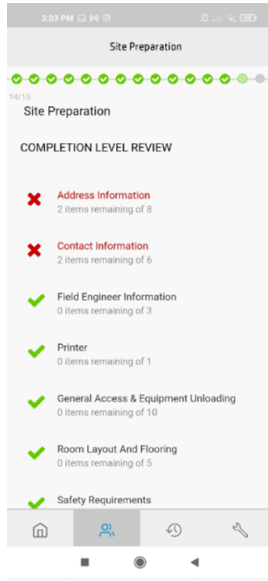 3:03 PM
Site Preparation
14/15
Site Preparation
COMPLETION LEVEL REVIEW
Address Information
2 items remaining of 8
Contact Information
2 items remaining of 6
Field Engineer Information
0 items remaining of 3
Printer
0 items remaining of 1
General Access & Equipment Unloading
0 items remaining of 10
Room Layout And Flooring
0 items remaining of 5
Safety Requirements